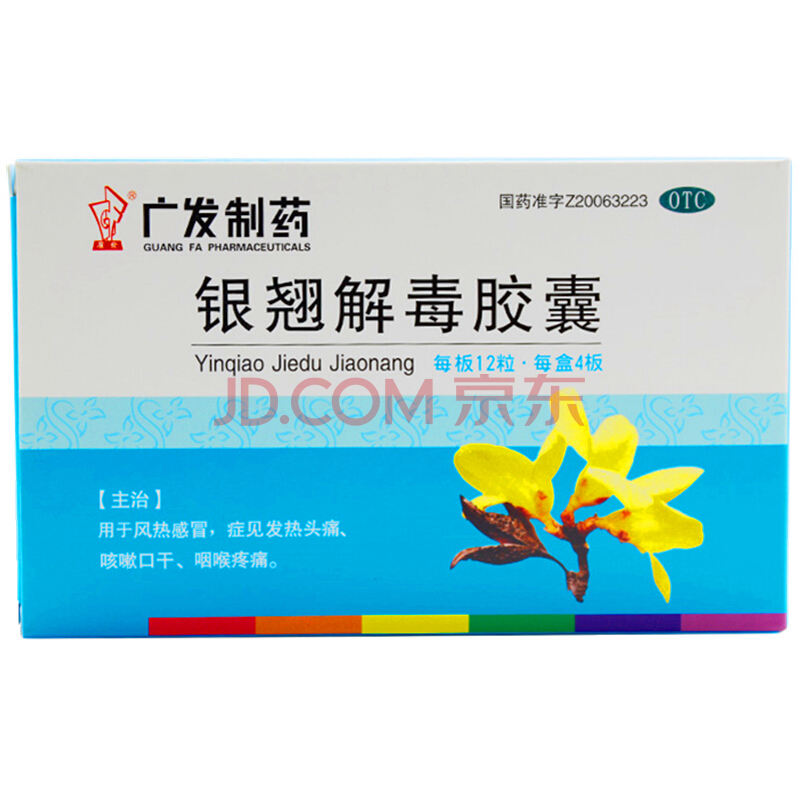 国药准字Z20063223 OTC
®
广发制药
GUANG FA PHARMACEUTICALS
银翘解毒胶囊
Yinqiao Jiedu Jiaonang 每板12粒·每盒4板
JD.COM 京东
【主治】
用于风热感冒，症见发热头痛、
咳嗽口干、咽喉疼痛。